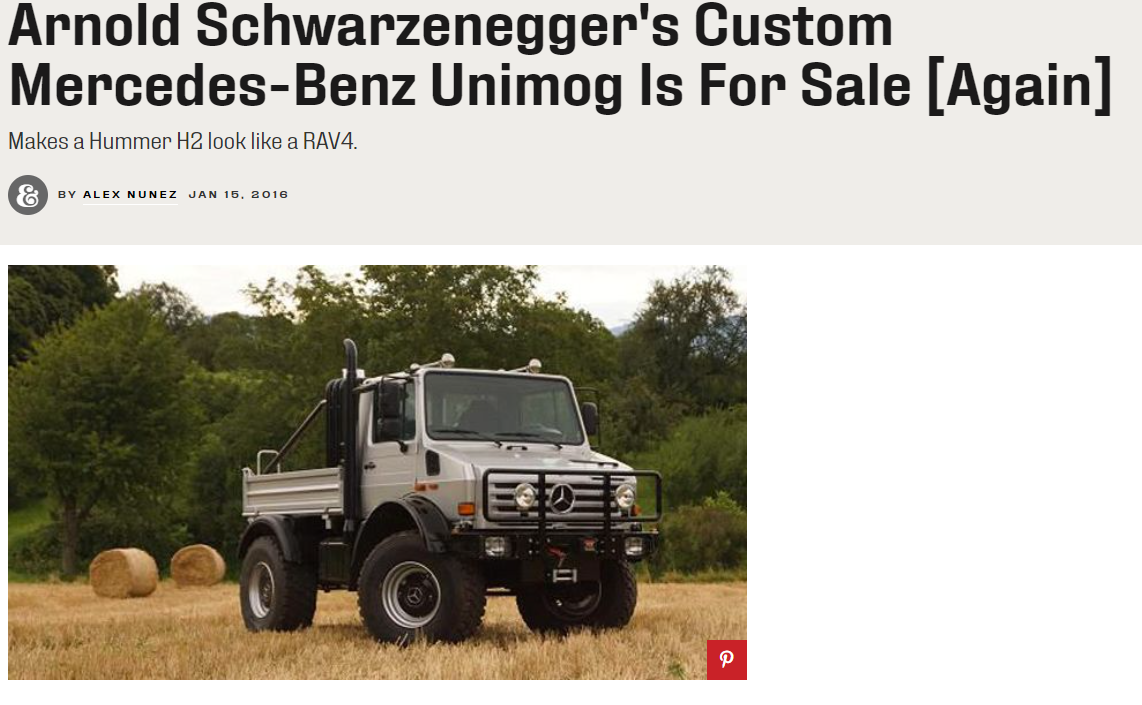 Arnold Schwarzenegger's Custom
Mercedes-Benz Unimog Is For Sale [Again]
Makes a Hummer H2 look like a RAV4.
& BY ALEX NUNEZ JAN 15, 2016